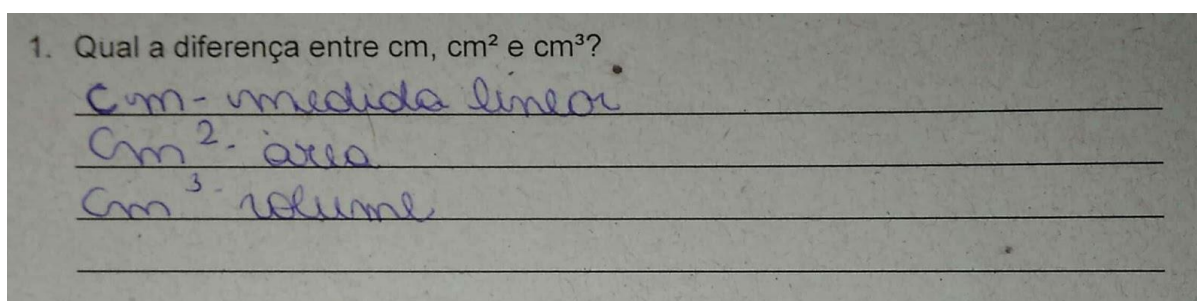 1. Qual a diferença entre cm, cm² e cm³?
cm - medida linear
cm² - área
cm³ - volume